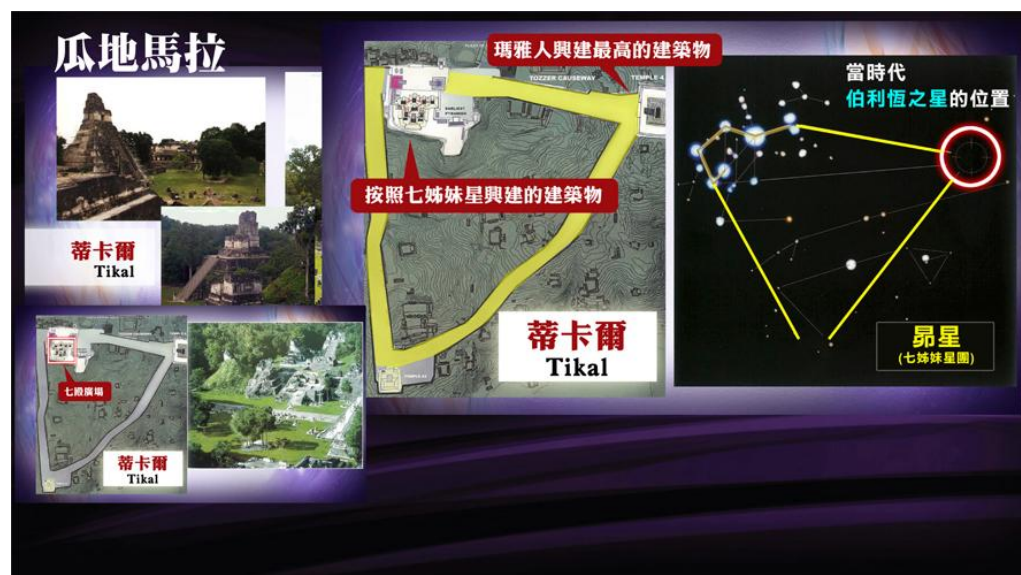 瓜地馬拉
蒂卡爾
Tikal
瑪雅人興建最高的建築物
TOZZER CAUSEWAY
TEMPLE 4
按照七姊妹星興建的建築物
蒂卡爾
Tikal
當時代
伯利恆之星的位置
昴星
(七姊妹星團)
七殿廣場
蒂卡爾
Tikal